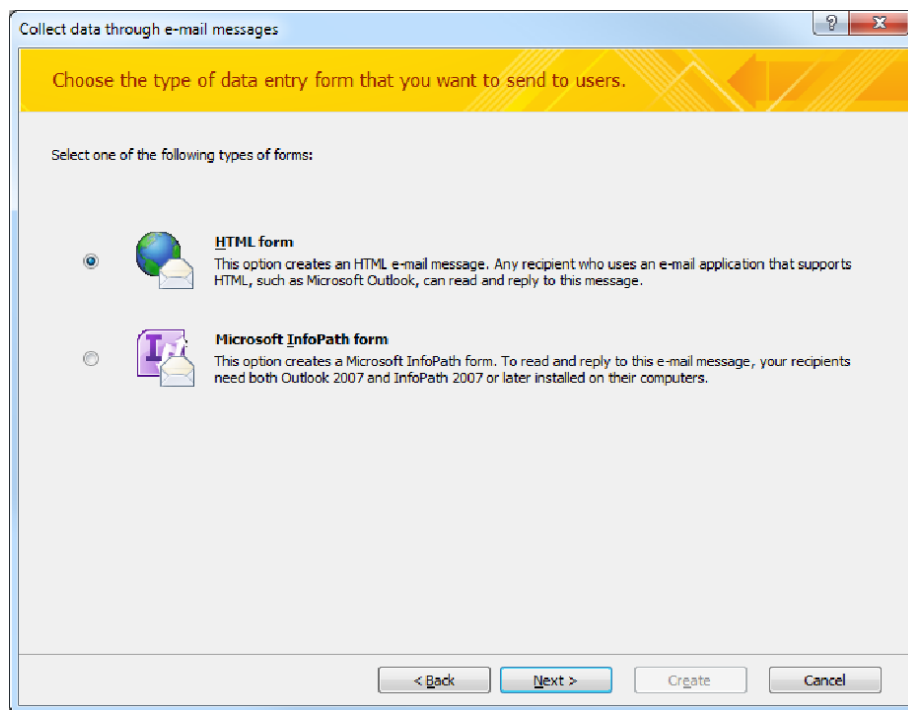 Collect data through e-mail messages
?
Choose the type of data entry form that you want to send to users.
Select one of the following types of forms:
HTML form
This option creates an HTML e-mail message. Any recipient who uses an e-mail application that supports
HTML, such as Microsoft Outlook, can read and reply to this message.
Microsoft InfoPath form
This option creates a Microsoft InfoPath form. To read and reply to this e-mail message, your recipients
need both Outlook 2007 and InfoPath 2007 or later installed on their computers.
< Back
Next >
Create
Cancel